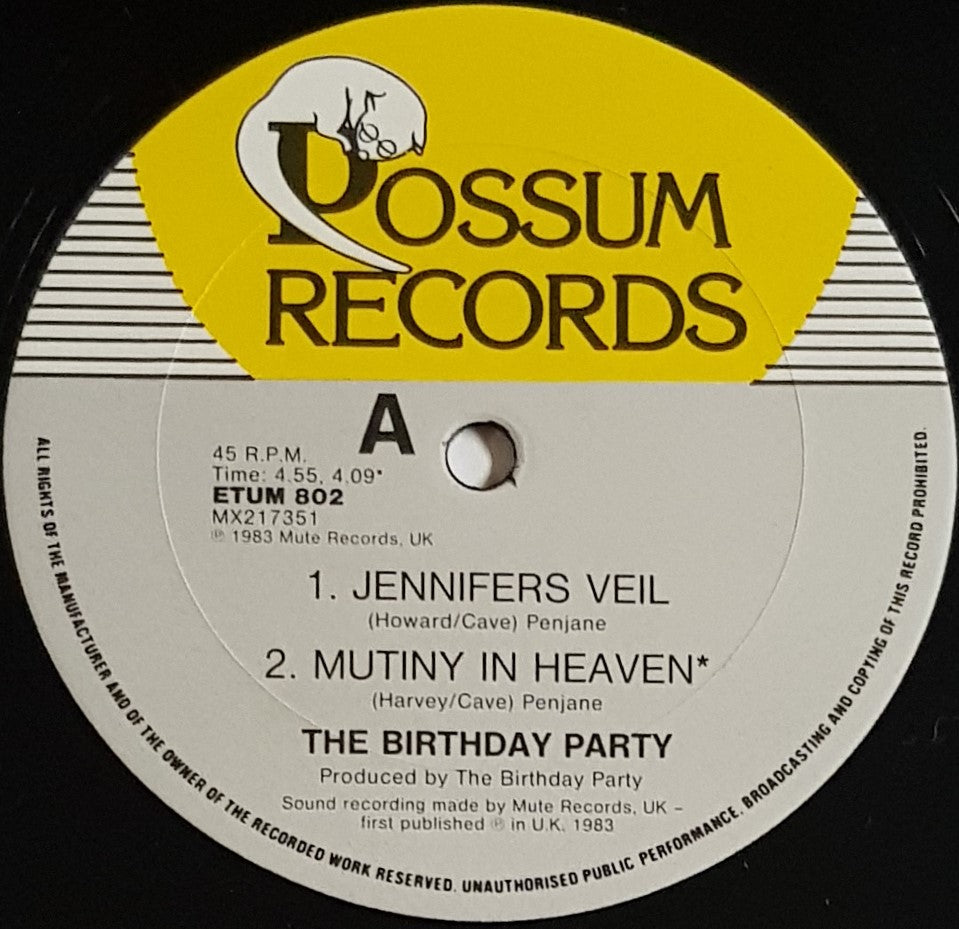 POSSUM
RECORDS
A
45 R.P.M.
Time: 4.55, 4.09*
ETUM 802
MX217351
℗ 1983 Mute Records, UK
1. JENNIFERS VEIL
(Howard/Cave) Penjane
2. MUTINY IN HEAVEN*
(Harvey/Cave) Penjane
THE BIRTHDAY PARTY
Produced by The Birthday Party
Sound recording made by Mute Records, UK –
first published ℗ in U.K. 1983
ALL RIGHTS OF THE MANUFACTURER AND OF THE OWNER OF THE RECORDED WORK RESERVED. UNAUTHORISED PUBLIC PERFORMANCE, BROADCASTING AND COPYING OF THIS RECORD PROHIBITED.